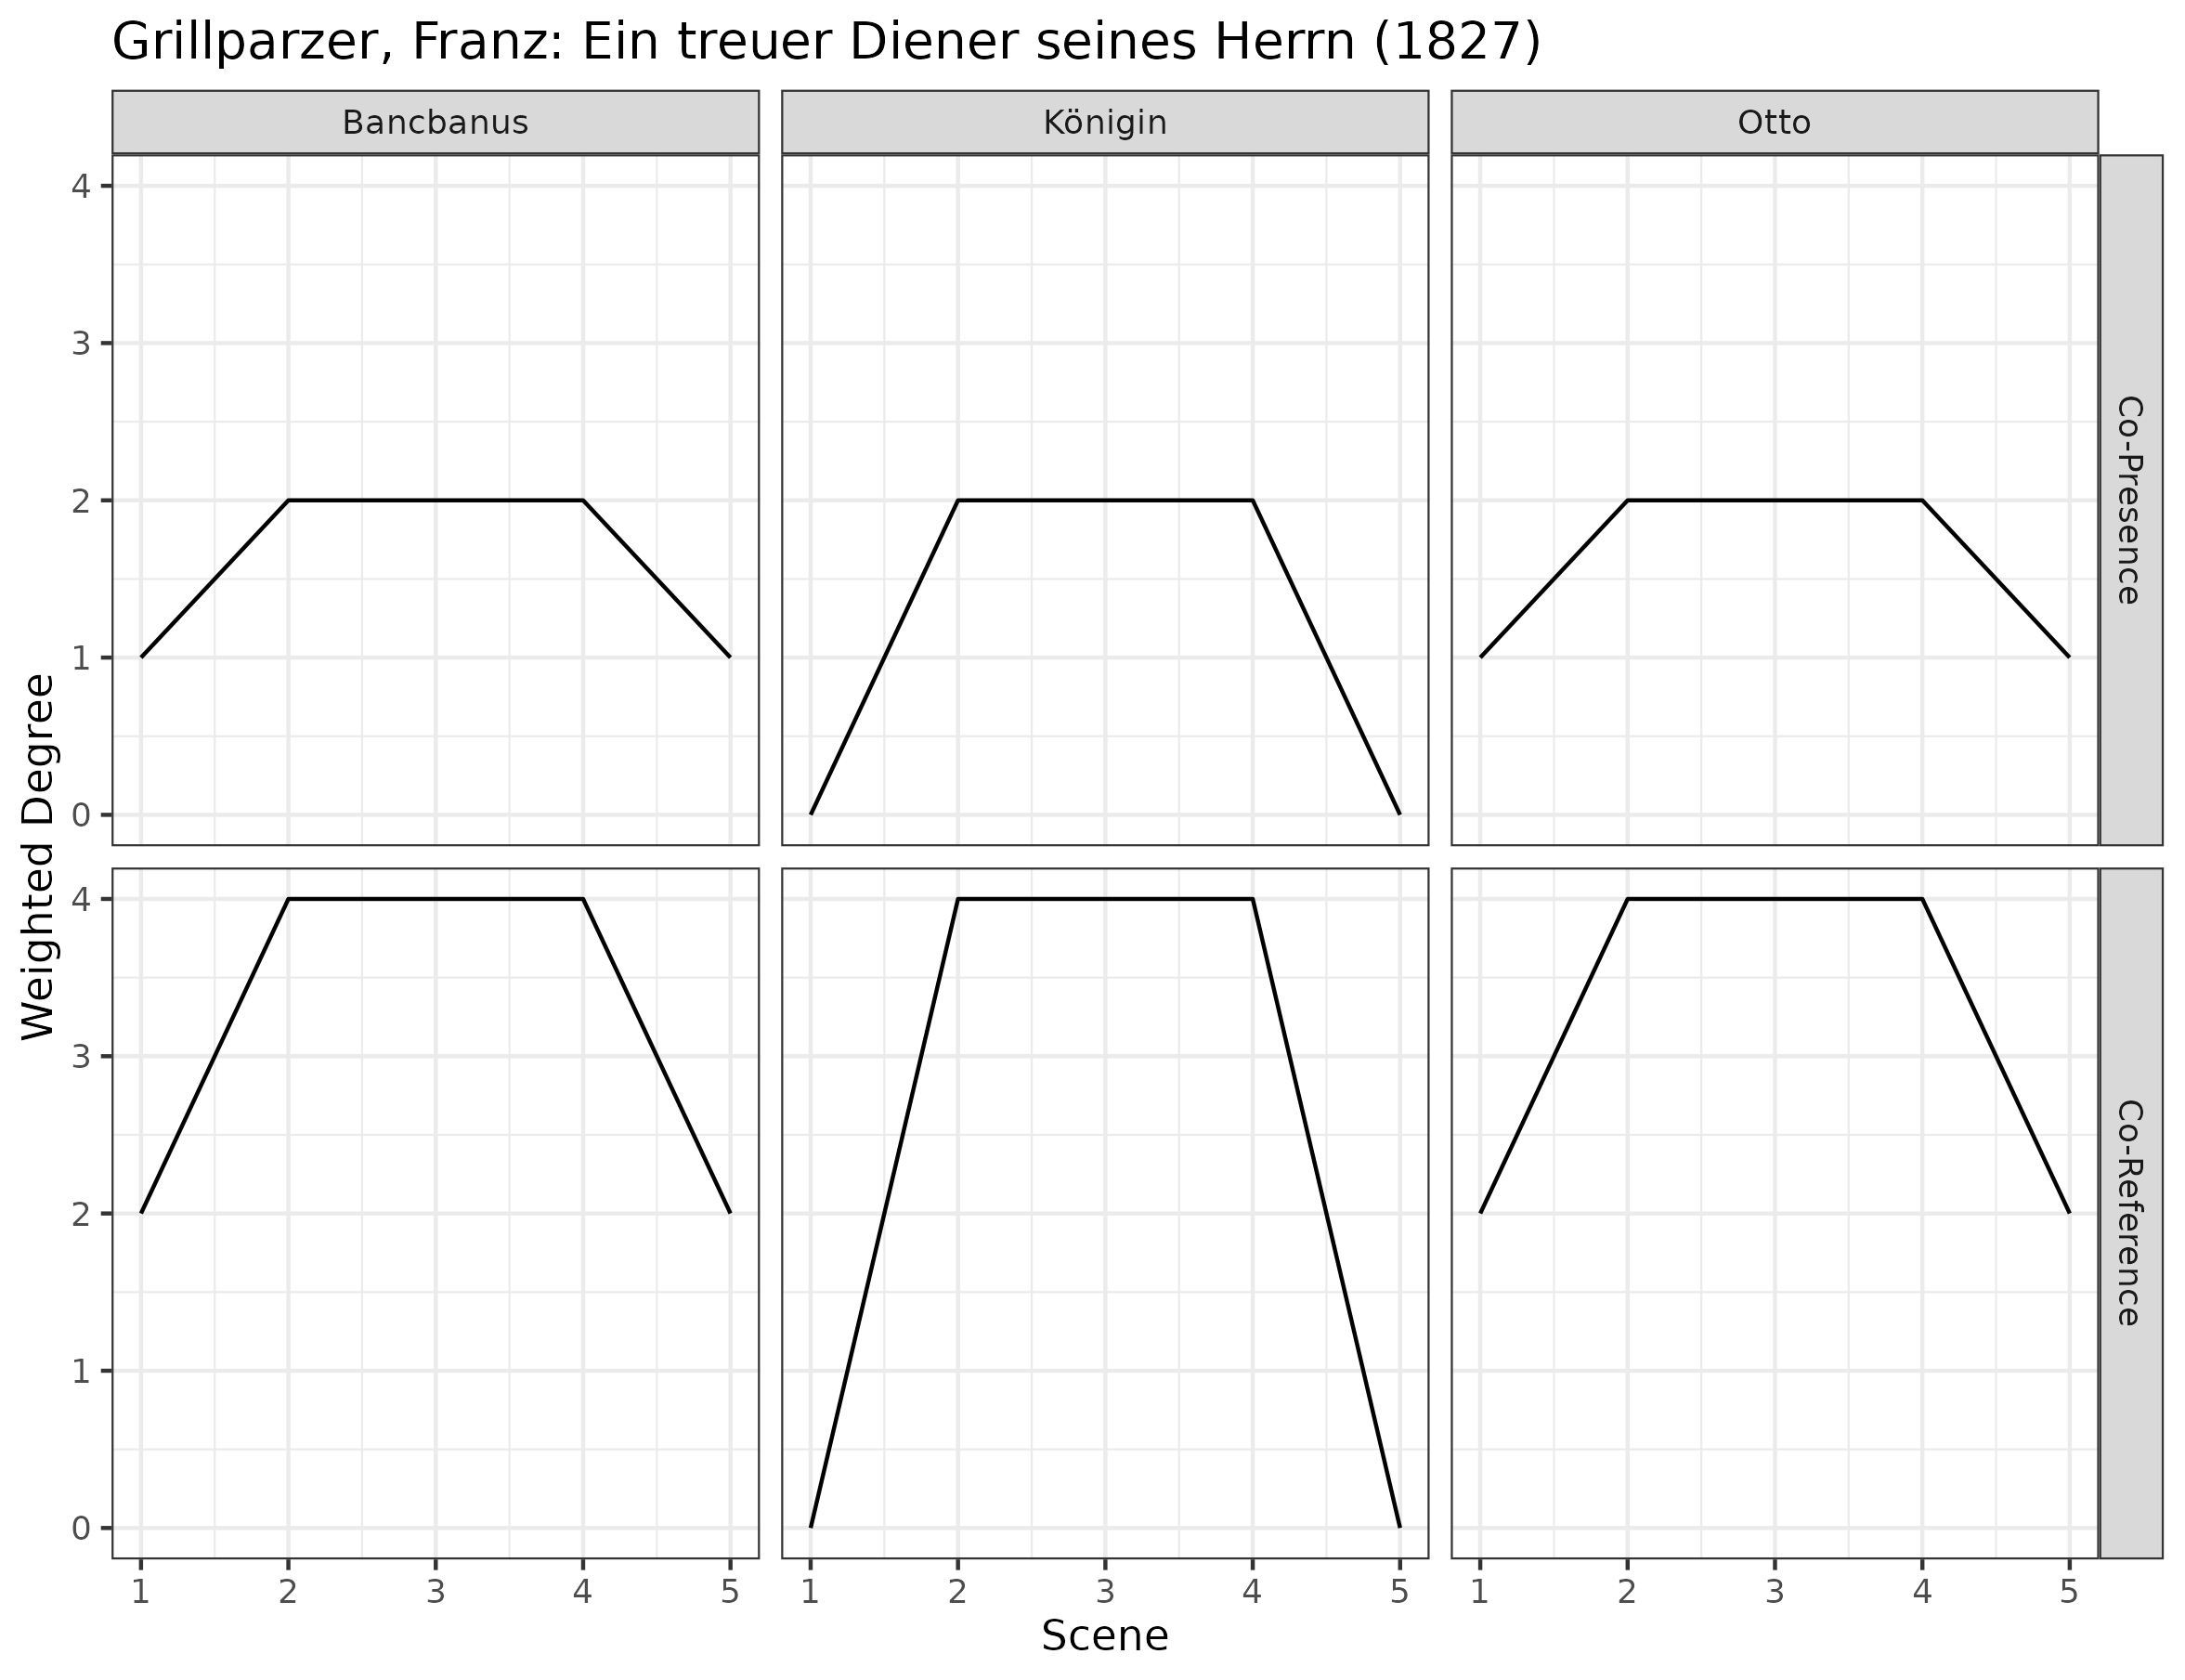 Grillparzer, Franz: Ein treuer Diener seines Herrn (1827)
Bancbanus
Königin
Otto
Weighted Degree
4
3
2
1
0
Co-Presence
4
3
2
1
0
Co-Reference
1 2 3 4 5
1 2 3 4 5
1 2 3 4 5
Scene